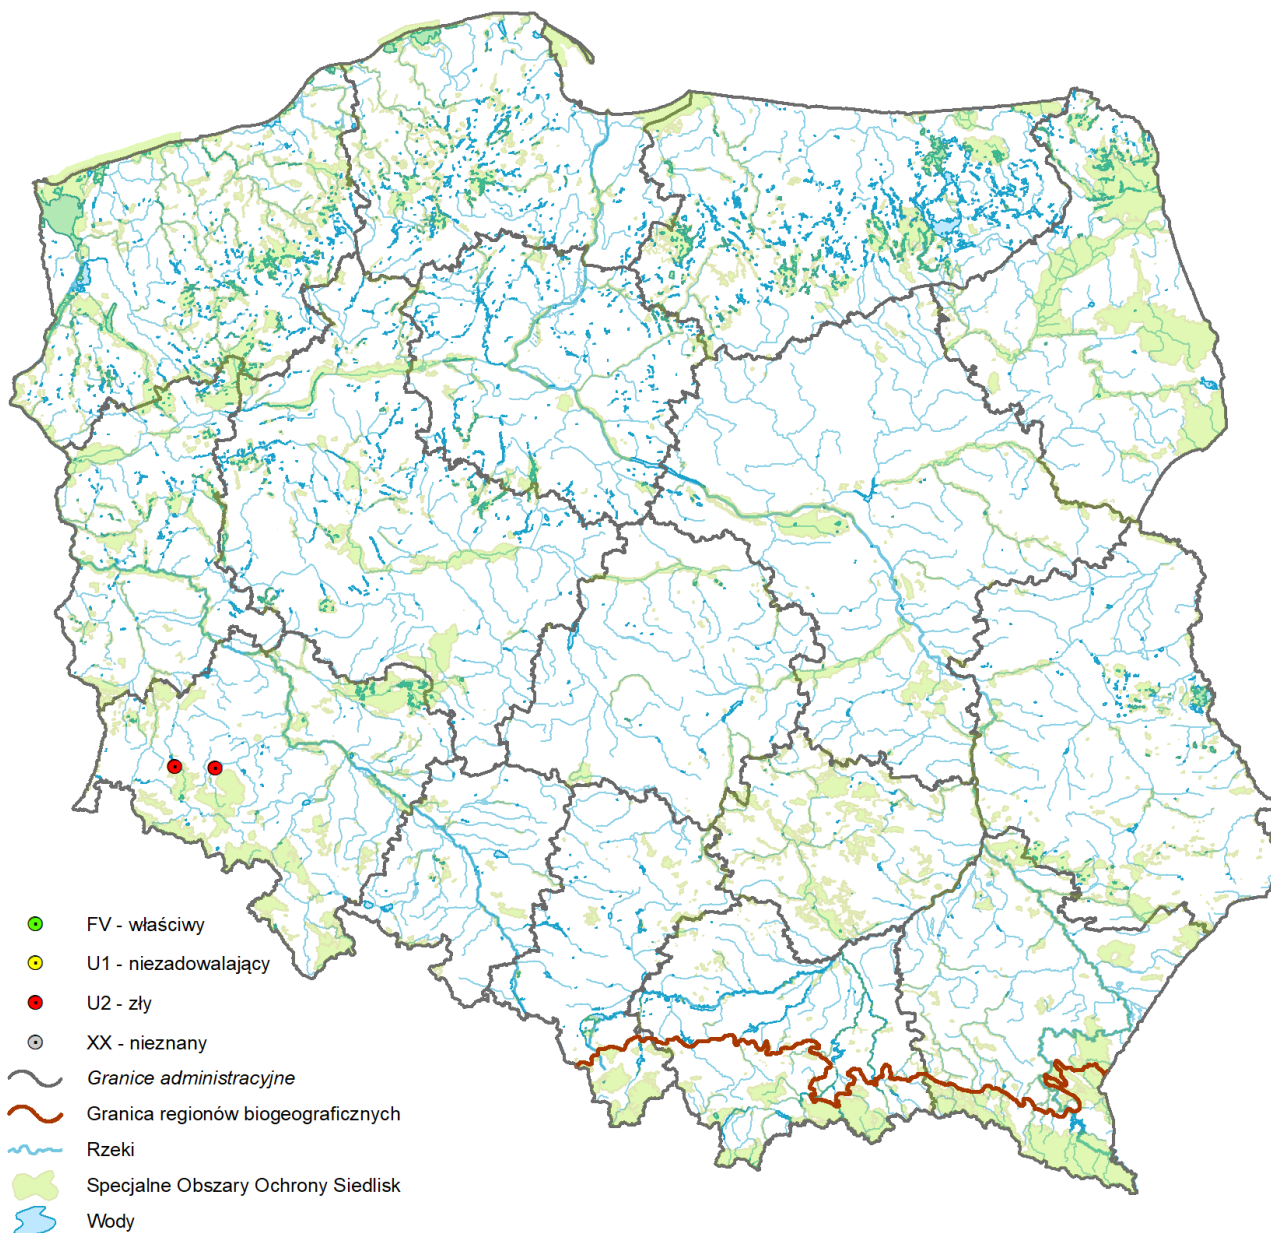 FV - właściwy
U1 - niezadowalający
U2 - zły
XX - nieznany
Granice administracyjne
Granica regionów biogeograficznych
Rzeki
Specjalne Obszary Ochrony Siedlisk
Wody